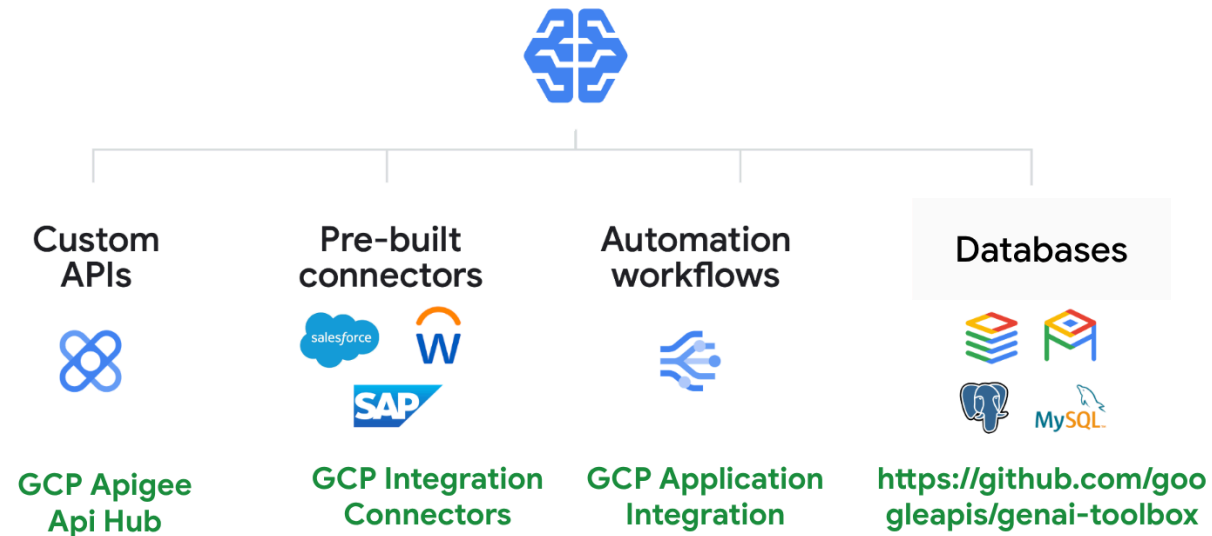 Custom
APIs
Pre-built
connectors
salesforce
W
SAP
Automation
workflows
Databases
MySQL
GCP Apigee
Api Hub
GCP Integration
Connectors
GCP Application
Integration
https://github.com/goo
gleapis/genai-toolbox